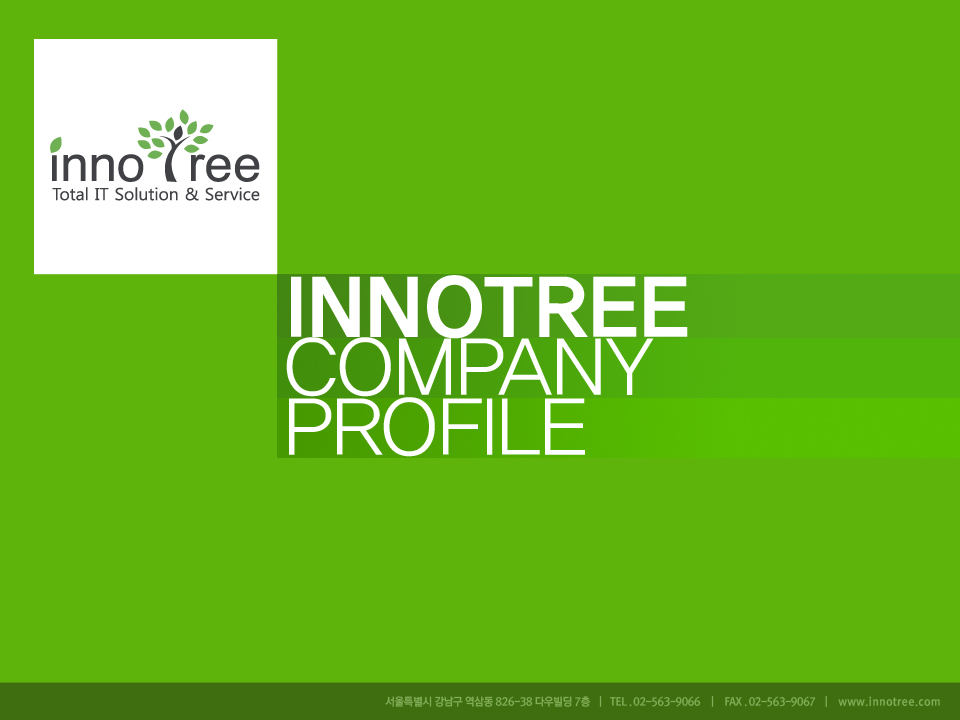 innoTree
Total IT Solution & Service
INNOTREE
COMPANY
PROFILE
서울특별시 강남구 역삼동 826-38 다우빌딩 7층 | TEL . 02-563-9066 | FAX . 02-563-9067 | www.innotree.com